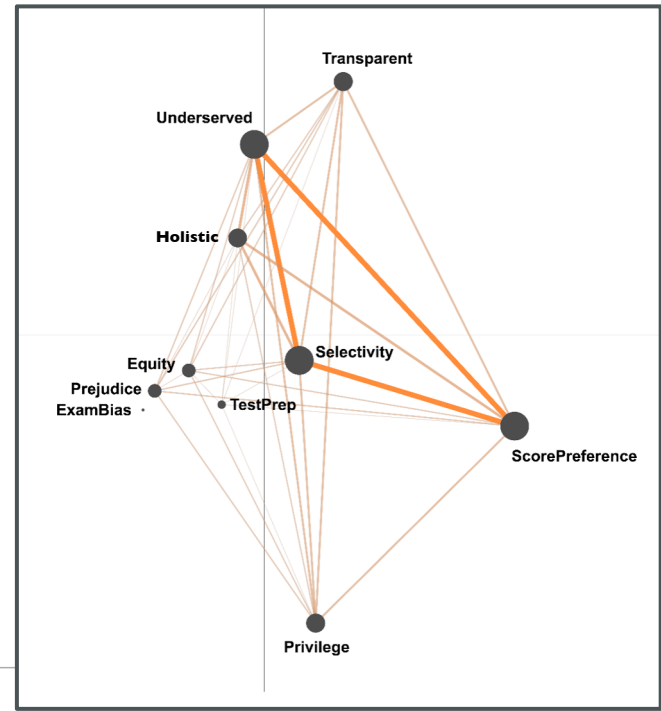 Transparent
Underserved
Holistic
Selectivity
Equity
Prejudice
TestPrep
ExamBias
ScorePreference
Privilege